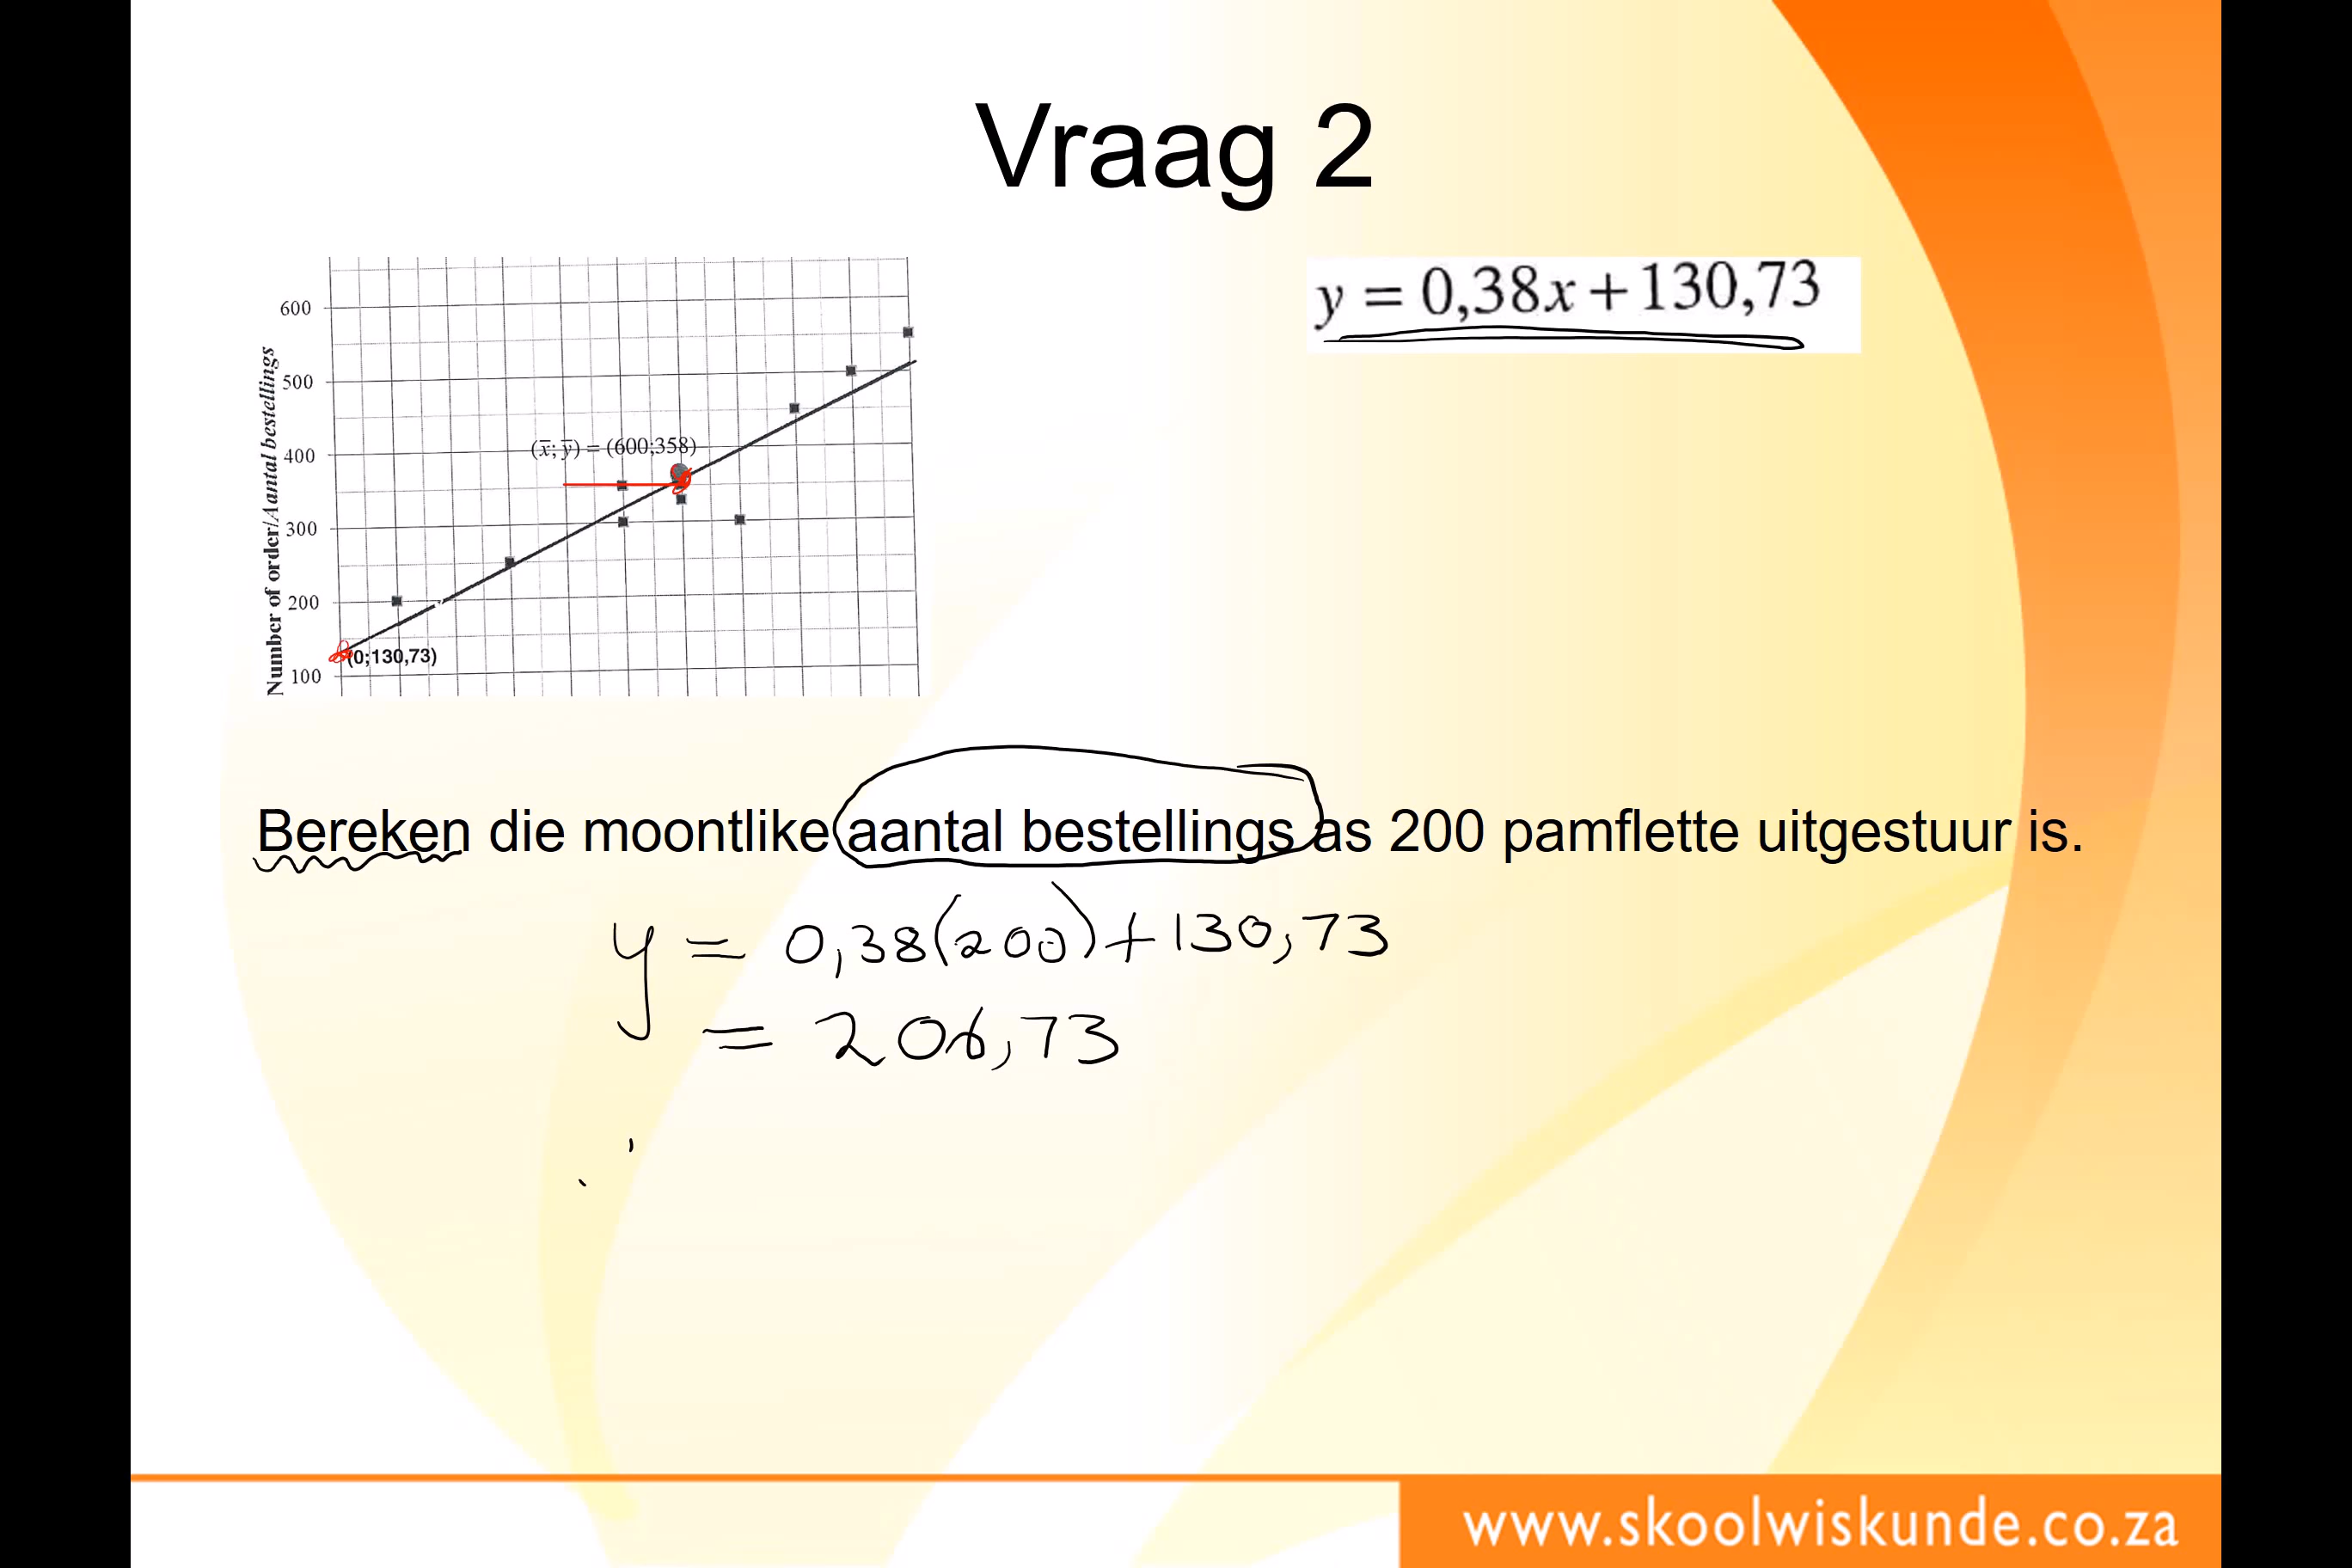 Vraag 2
y = 0,38x + 130,73
600
500
400
300
200
100
Number of order/Aantal bestellings
(x̄; ȳ) = (600;358)
(0;130,73)
Bereken die moontlike aantal bestellings as 200 pamflette uitgestuur is.
y = 0,38(200) + 130,73
= 206,73
www.skoolwiskunde.co.za